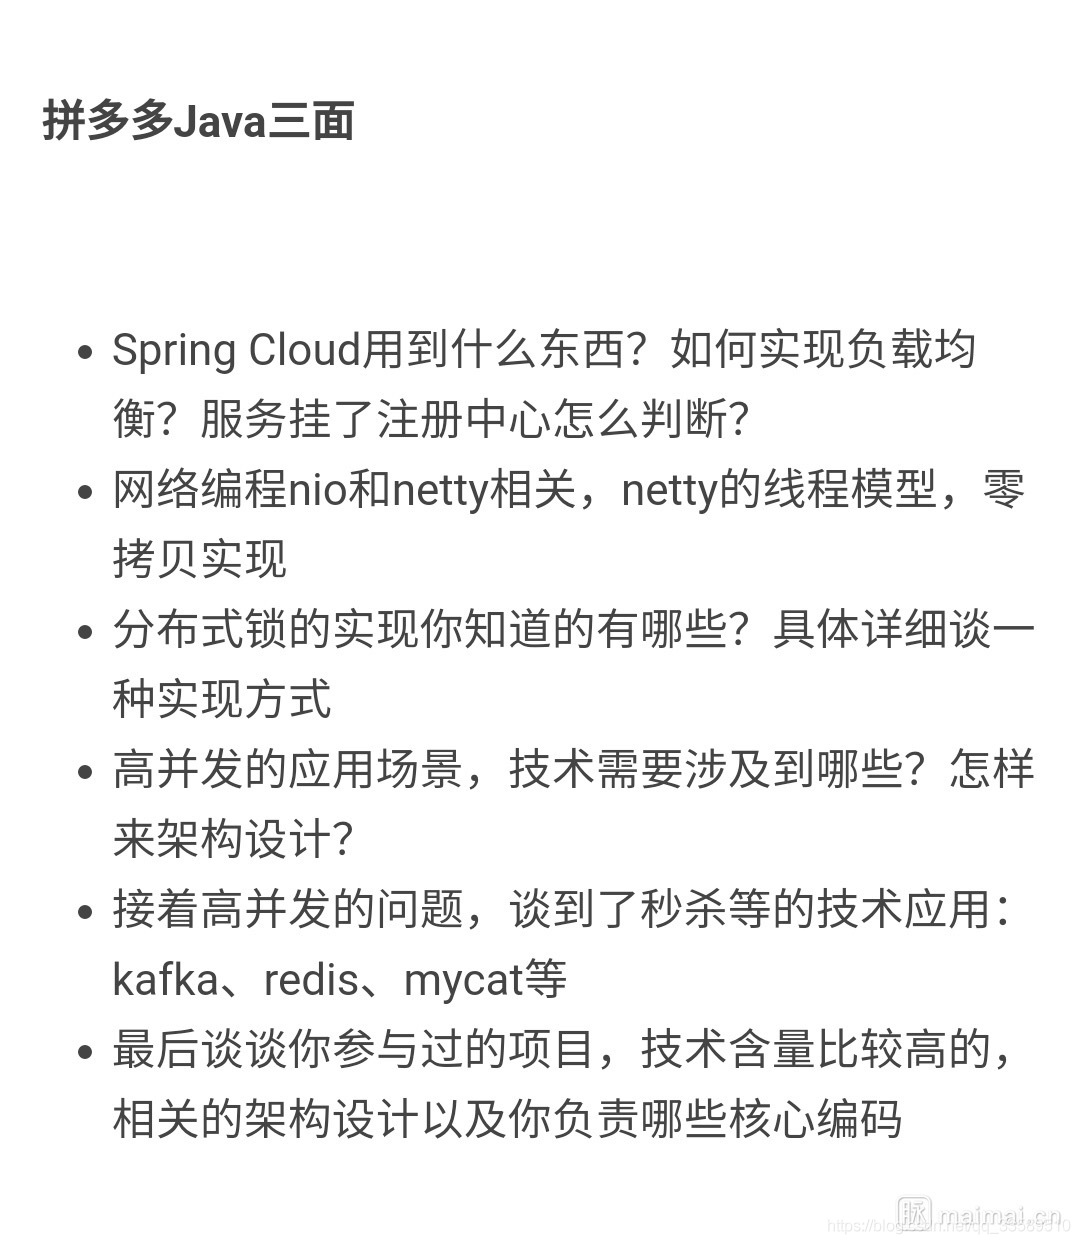 拼多多Java三面
Spring Cloud用到什么东西？如何实现负载均
衡？服务挂了注册中心怎么判断？
网络编程nio和netty相关，netty的线程模型，零
拷贝实现
分布式锁的实现你知道的有哪些？具体详细谈一
种实现方式
高并发的应用场景，技术需要涉及到哪些？怎样
来架构设计？
接着高并发的问题，谈到了秒杀等的技术应用：
kafka、redis、mycat等
最后谈谈你参与过的项目，技术含量比较高的，
相关的架构设计以及你负责哪些核心编码
脉 maimai.cn